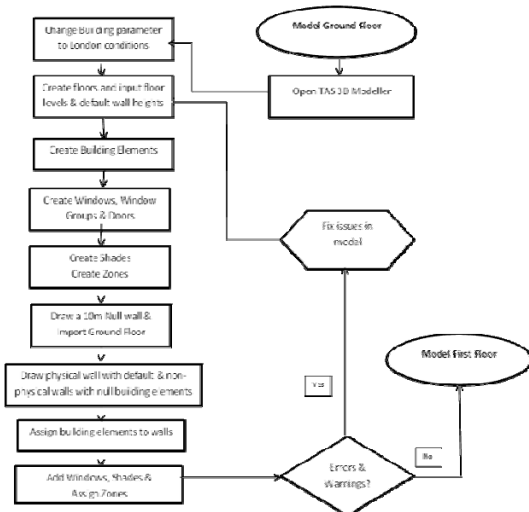 Change Building parameter
to London conditions
Model Ground Floor
Open TAS 3D Modeller
Create floors and input floor
levels & default wall heights
Create Building Elements
Create Windows, Window
Groups & Doors
Fix issues in
model
Create Shades
Create Zones
Draw a 10m Null wall &
Import Ground Floor
Model First Floor
Draw physical wall with default & non-
physical walls with null building elements
Yes
Assign building elements to walls
No
Errors &
Warnings?
Add Windows, Shades &
Assign Zones